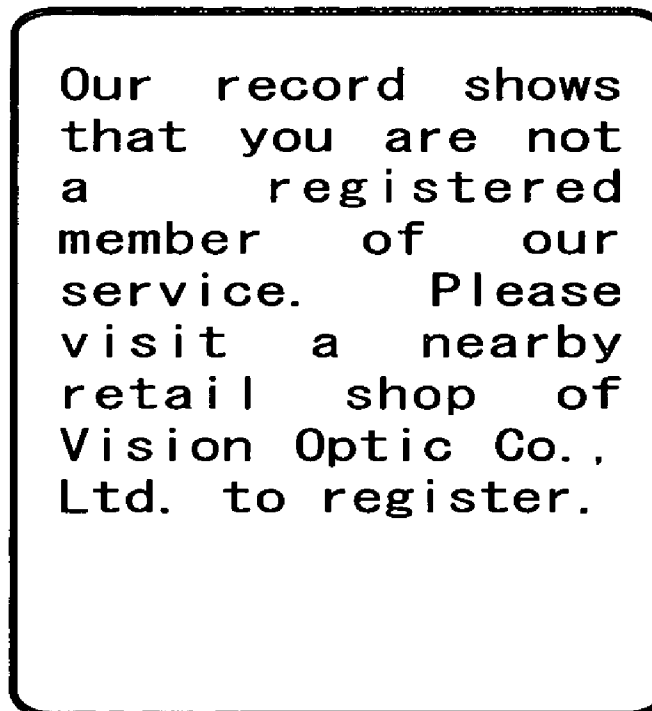 Our record shows
that you are not
a registered
member of our
service. Please
visit a nearby
retail shop of
Vision Optic Co.,
Ltd. to register.